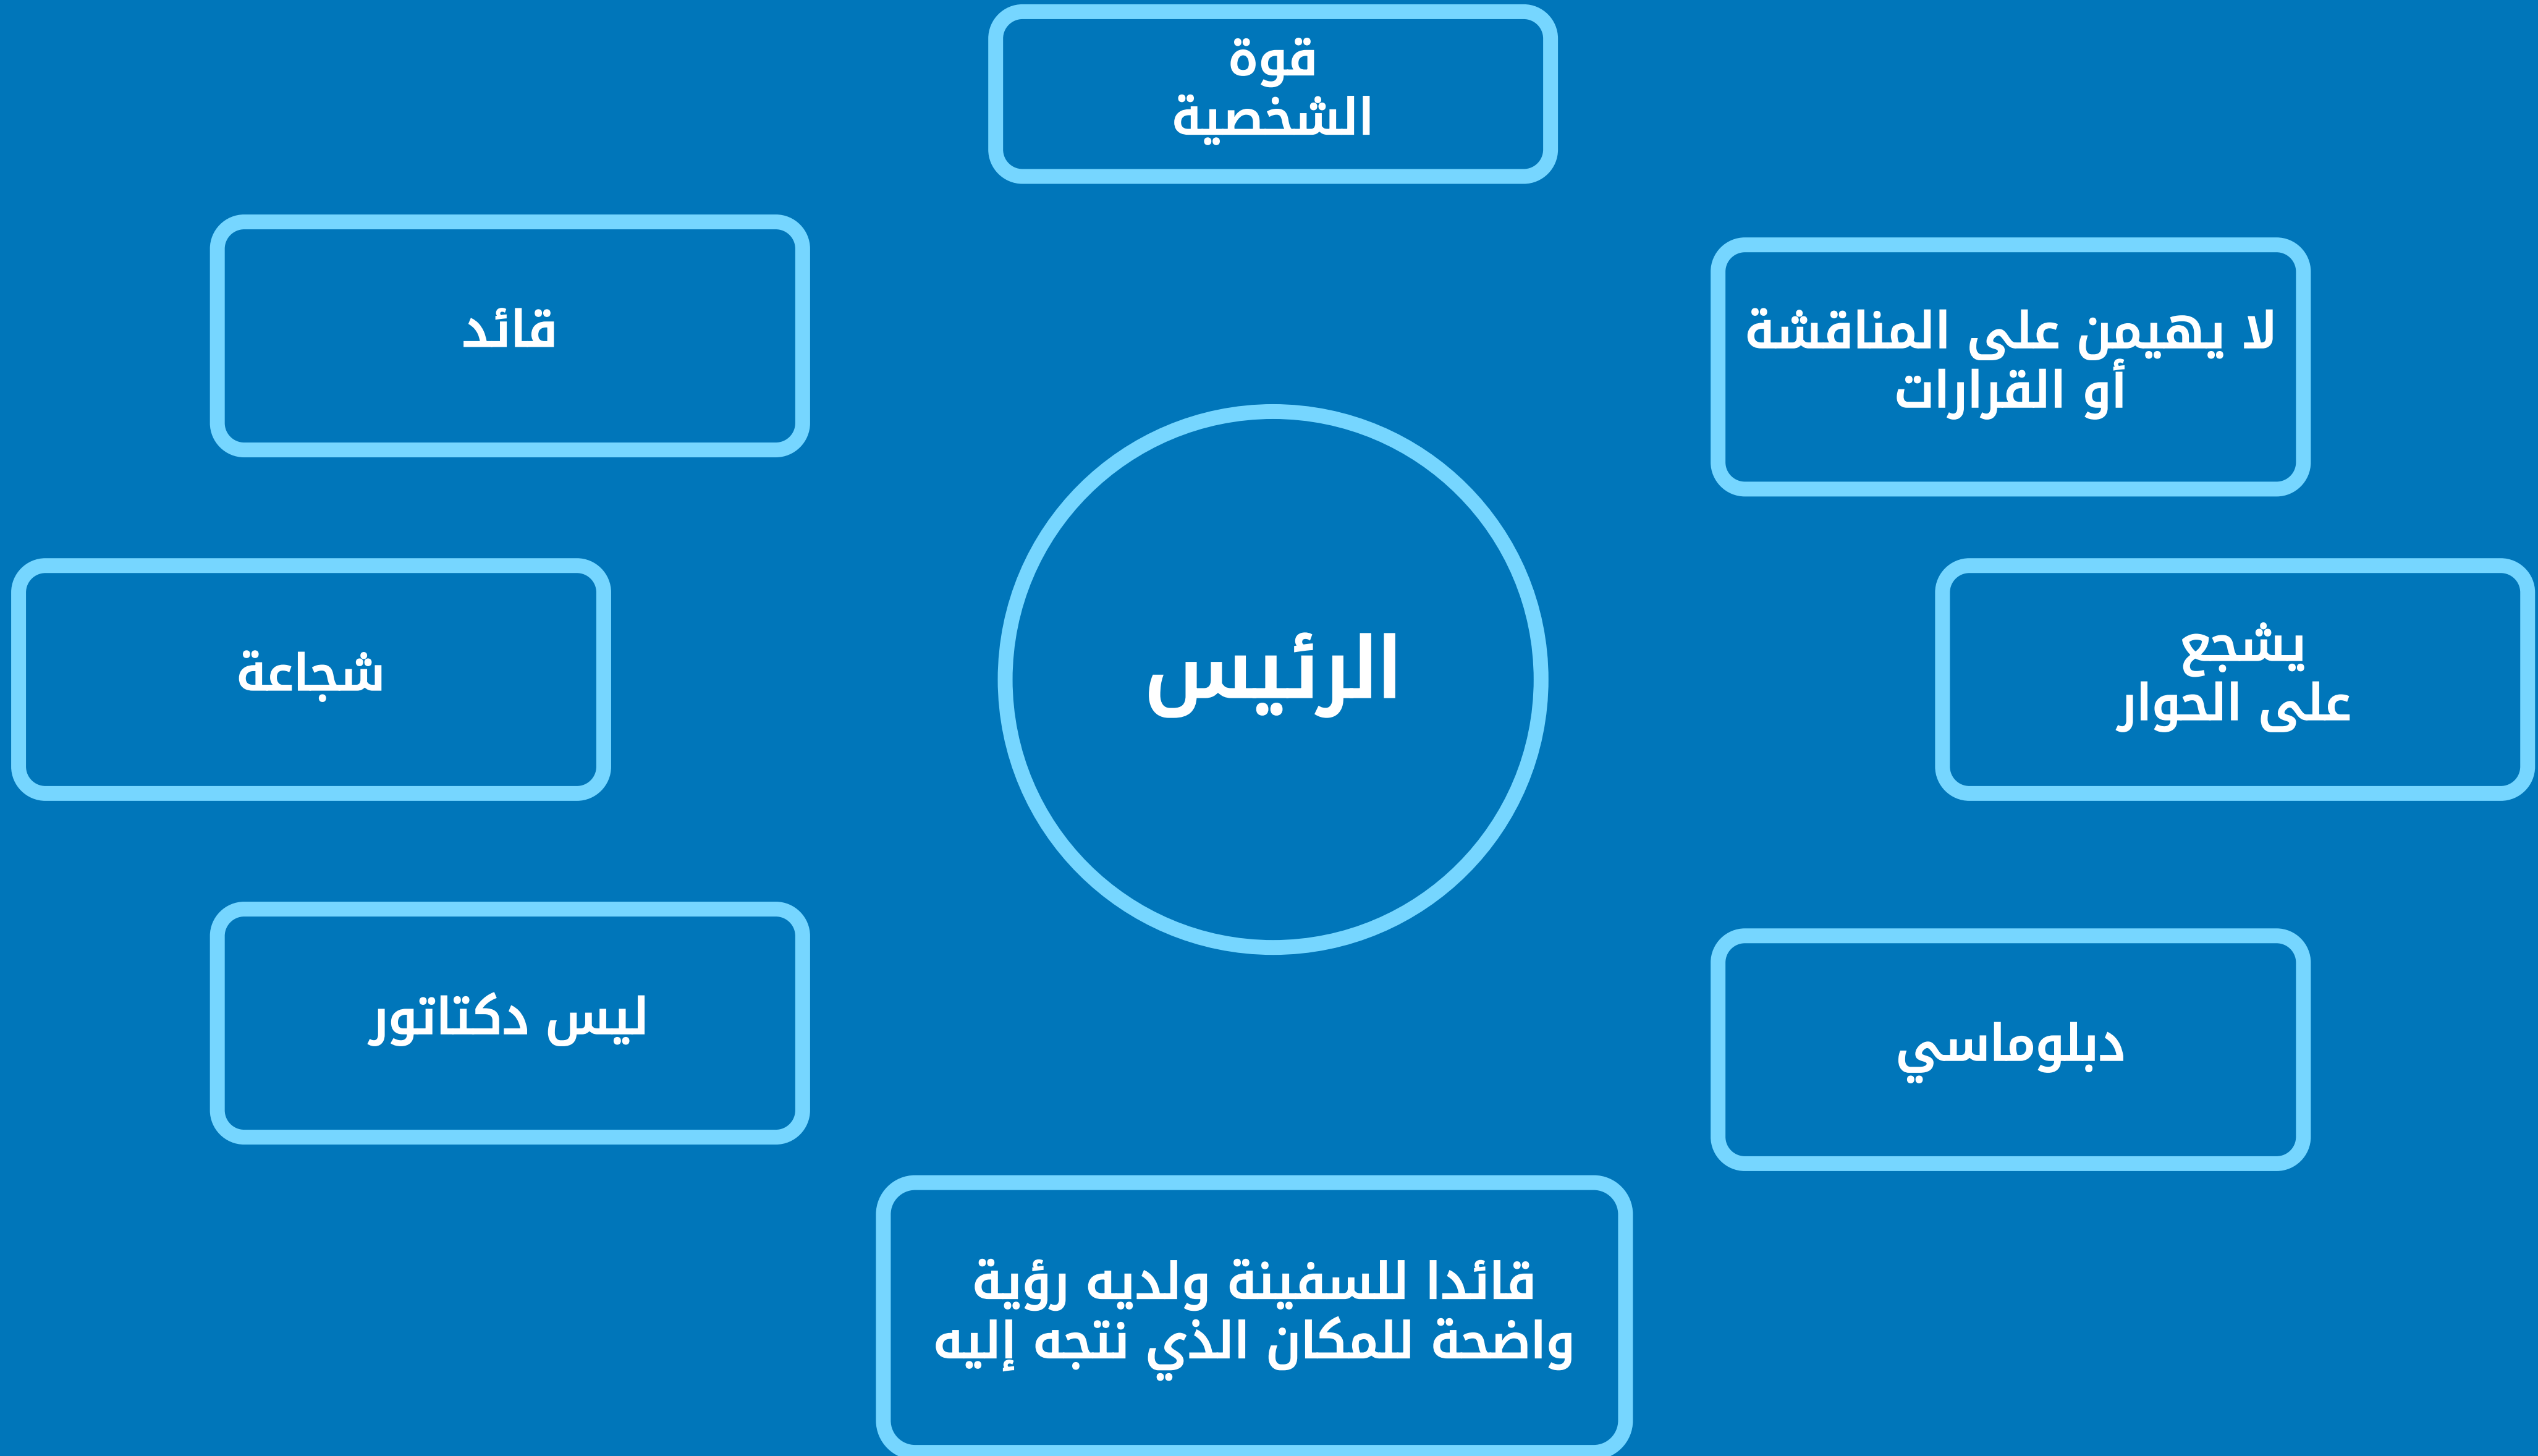 قوة
الشخصية
لا يهيمن على المناقشة
أو القرارات
قائد
الرئيس
يشجع
على الحوار
شجاعة
دبلوماسي
ليس دكتاتور
قائدا للسفينة ولديه رؤية
واضحة للمكان الذي نتجه إليه